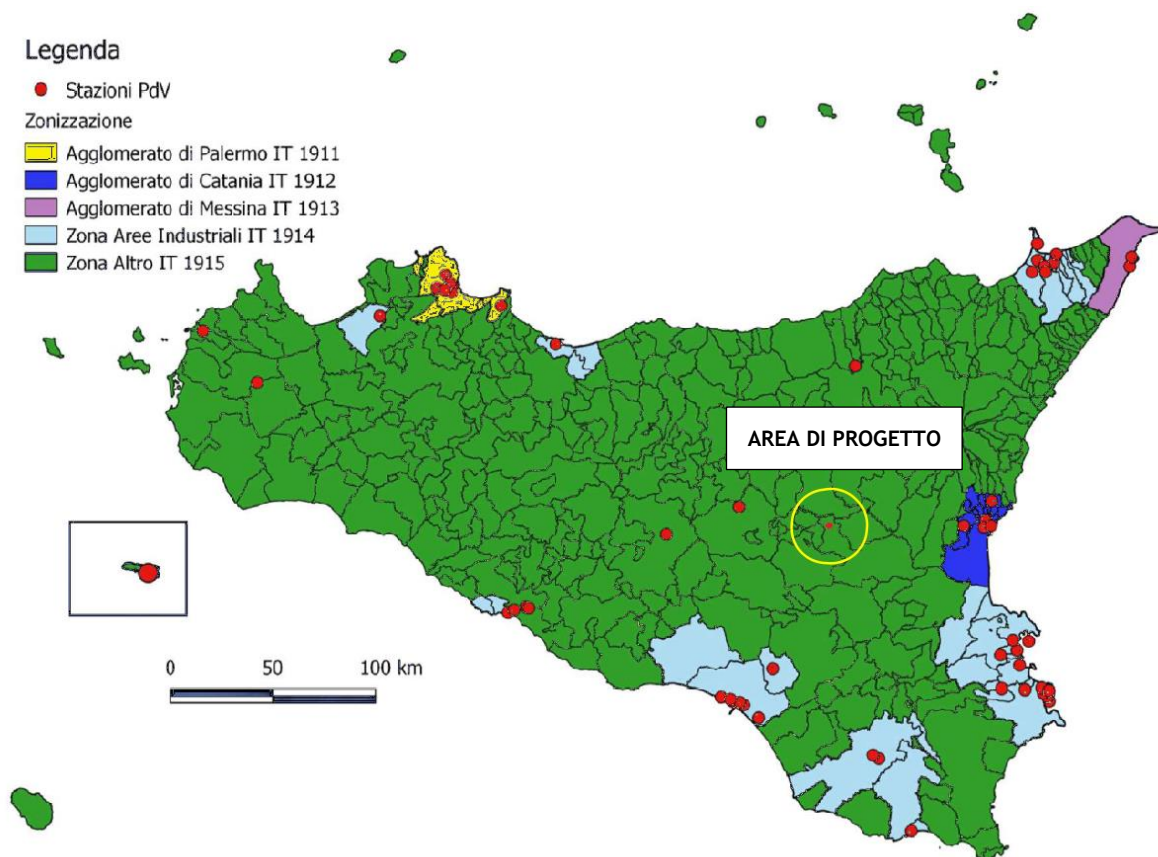 Legenda
Stazioni PdV
Zonizzazione
Agglomerato di Palermo IT 1911
Agglomerato di Catania IT 1912
Agglomerato di Messina IT 1913
Zona Aree Industriali IT 1914
Zona Altro IT 1915
AREA DI PROGETTO
0 50 100 km